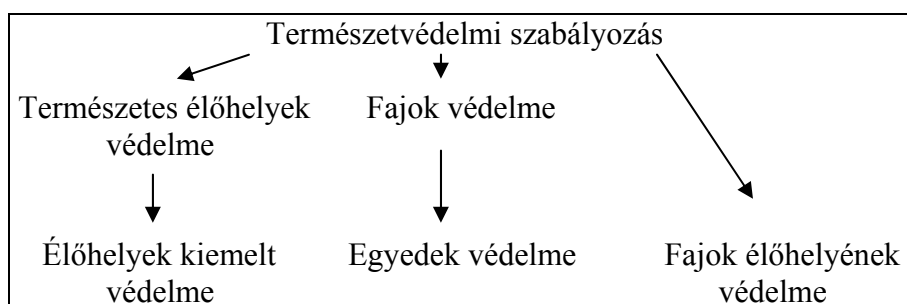 Természetvédelmi szabályozás
Természetes élőhelyek
védelme
Fajok védelme
Élőhelyek kiemelt
védelme
Egyedek védelme
Fajok élőhelyének
védelme